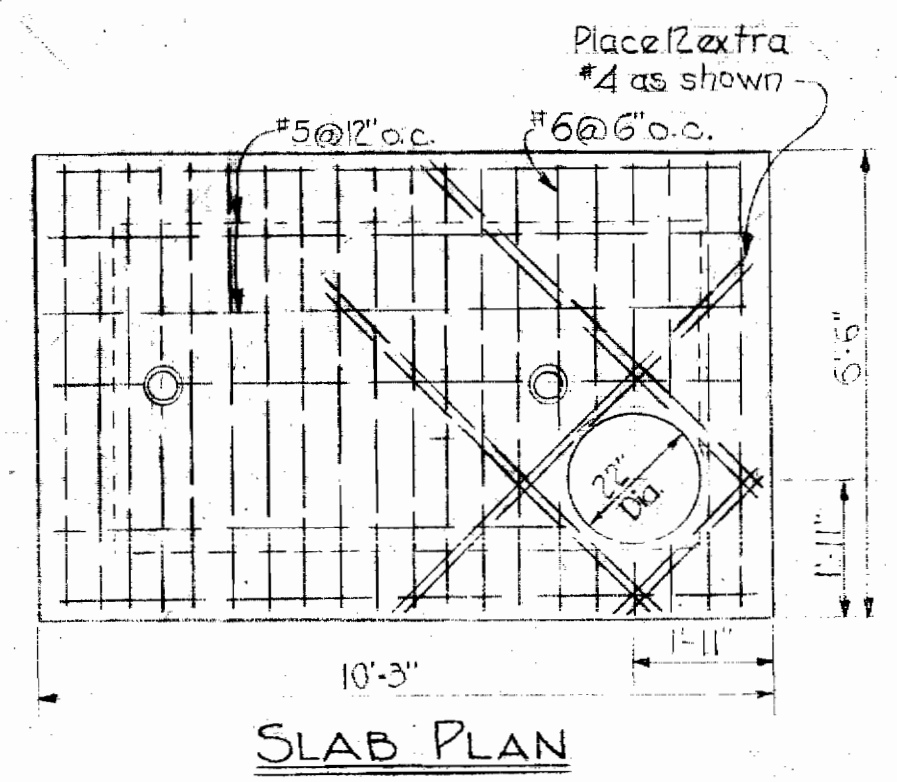 Place 12 extra
#4 as shown
#5@12" o.c.
#6@6" o.c.
6'-6"
22"
Dia.
1'-11"
1'-11"
10'-3"
SLAB PLAN